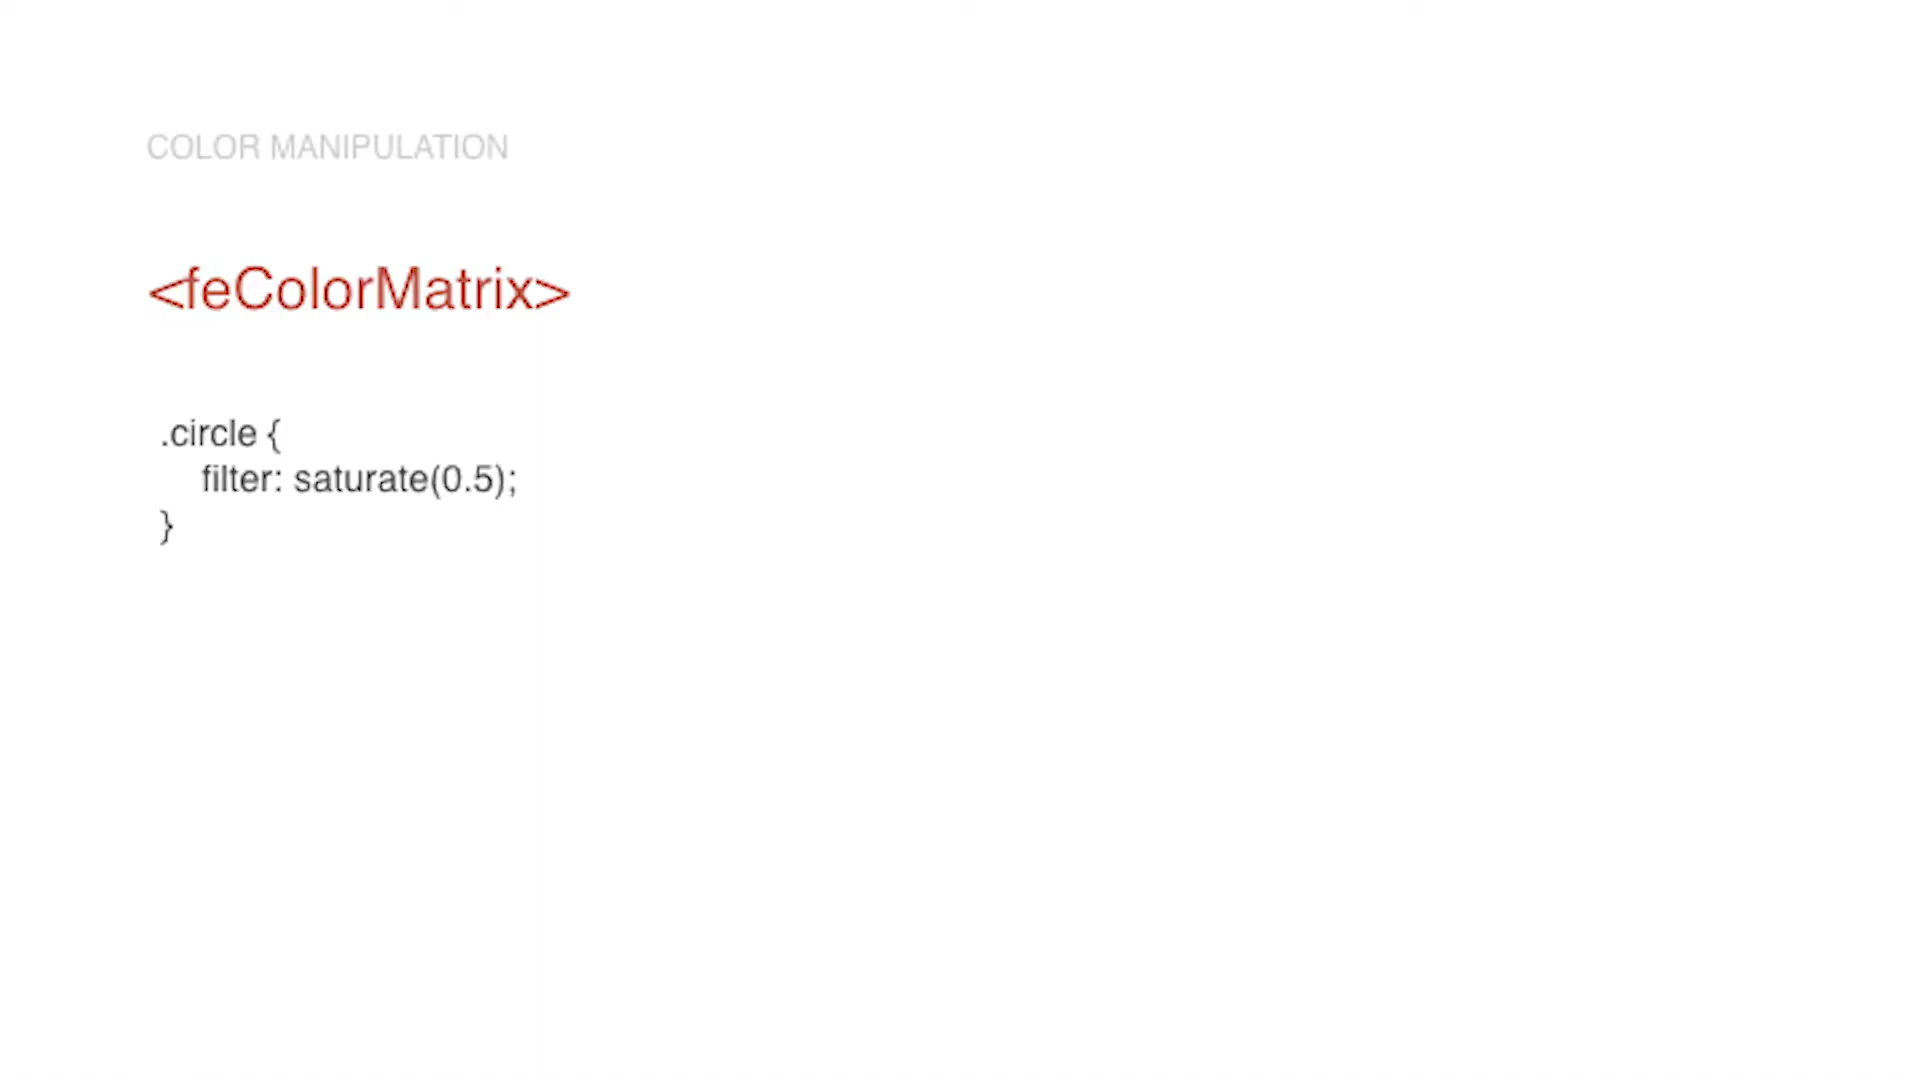 COLOR MANIPULATION
<feColorMatrix>
.circle {
filter: saturate(0.5);
}